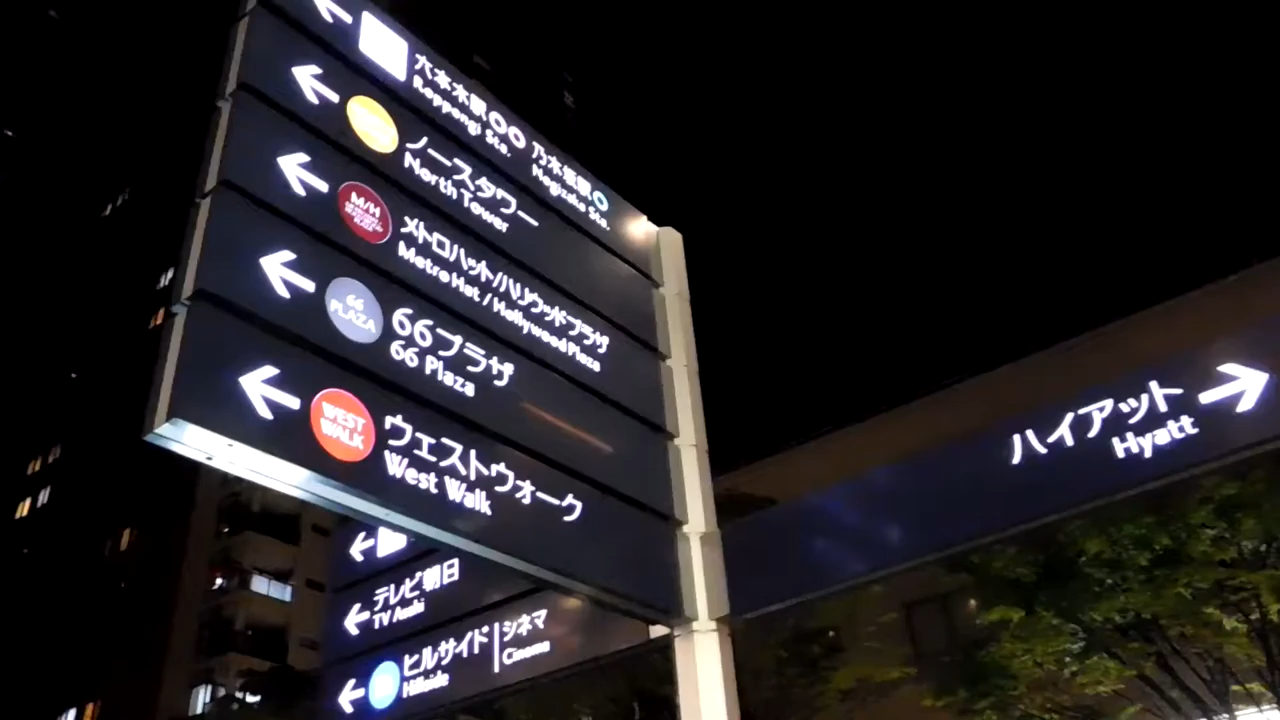 六本木駅 乃木坂駅
Roppongi Sta. Nogizaka Sta.
ノースタワー
North Tower
M/H
メトロハット/ハリウッドプラザ
Metro Hat / Hollywood Plaza
66
PLAZA
66プラザ
66 Plaza
WEST
WALK
ウェストウォーク
West Walk
テレビ朝日
TV Asahi
ヒルサイド|シネマ
Hillside Cinema
ハイアット
Hyatt